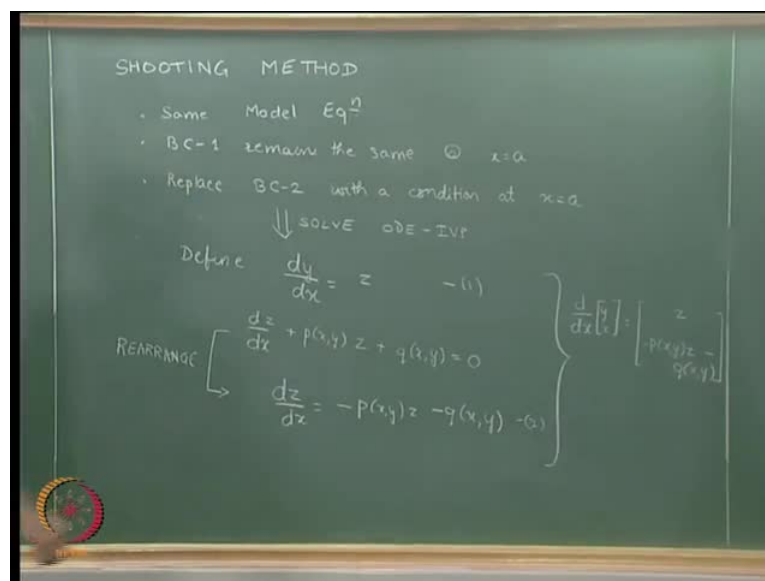 SHOOTING METHOD
• Same Model Eqⁿ
• BC-1 remain the same @ x=a
• Replace BC-2 with a condition at x=a
⇓ SOLVE ODE-IVP
Define dy/dx = z -(1)
dz/dx + p(x,y) z + q(x,y) = 0
REARRANGE
dz/dx = -p(x,y) z - q(x,y) -(2)
d/dx [y z] = [z -p(x,y)z - q(x,y)]
NPTEL